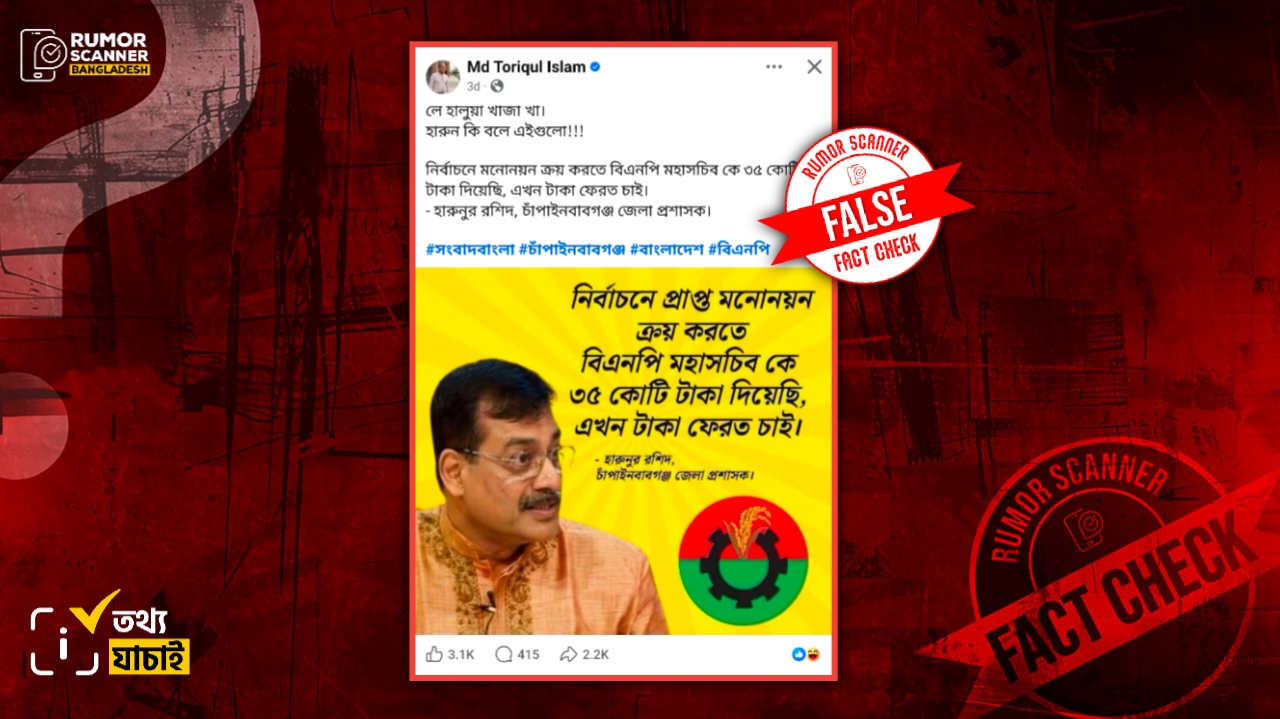 RUMOR
SCANNER
BANGLADESH
Md Toriqul Islam
3d
লে হালুয়া খাজা খা।
হারুন কি বলে এইগুলো!!!
নির্বাচনে মনোনয়ন ক্রয় করতে বিএনপি মহাসচিব কে ৩৫ কোটি
টাকা দিয়েছি, এখন টাকা ফেরত চাই।
- হারুনুর রশিদ, চাঁপাইনবাবগঞ্জ জেলা প্রশাসক।
#সংবাদবাংলা #চাঁপাইনবাবগঞ্জ #বাংলাদেশ #বিএনপি
RUMOR SCANNER
FALSE
FACT CHECK
নির্বাচনে প্রাপ্ত মনোনয়ন
ক্রয় করতে
বিএনপি মহাসচিব কে
৩৫ কোটি টাকা দিয়েছি,
এখন টাকা ফেরত চাই।
- হারুনুর রশিদ,
চাঁপাইনবাবগঞ্জ জেলা প্রশাসক।
3.1K 415 2.2K
তথ্য
যাচাই
RUMOR SCANNER
FACT CHECK